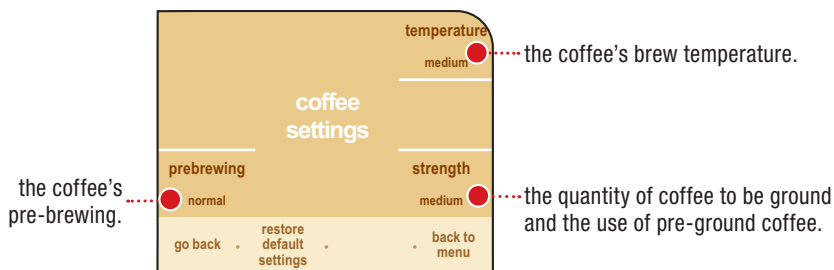 temperature
medium
the coffee's brew temperature.
coffee
settings
prebrewing
normal
the coffee's
pre-brewing.
strength
medium
the quantity of coffee to be ground
and the use of pre-ground coffee.
go back
restore
default
settings
back to
menu